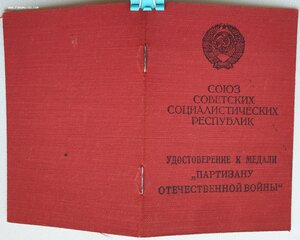 СОЮЗ
СОВЕТСКИХ
СОЦИАЛИСТИЧЕСКИХ
РЕСПУБЛИК
УДОСТОВЕРЕНИЕ К МЕДАЛИ
„ПАРТИЗАНУ
ОТЕЧЕСТВЕННОЙ ВОЙНЫ“